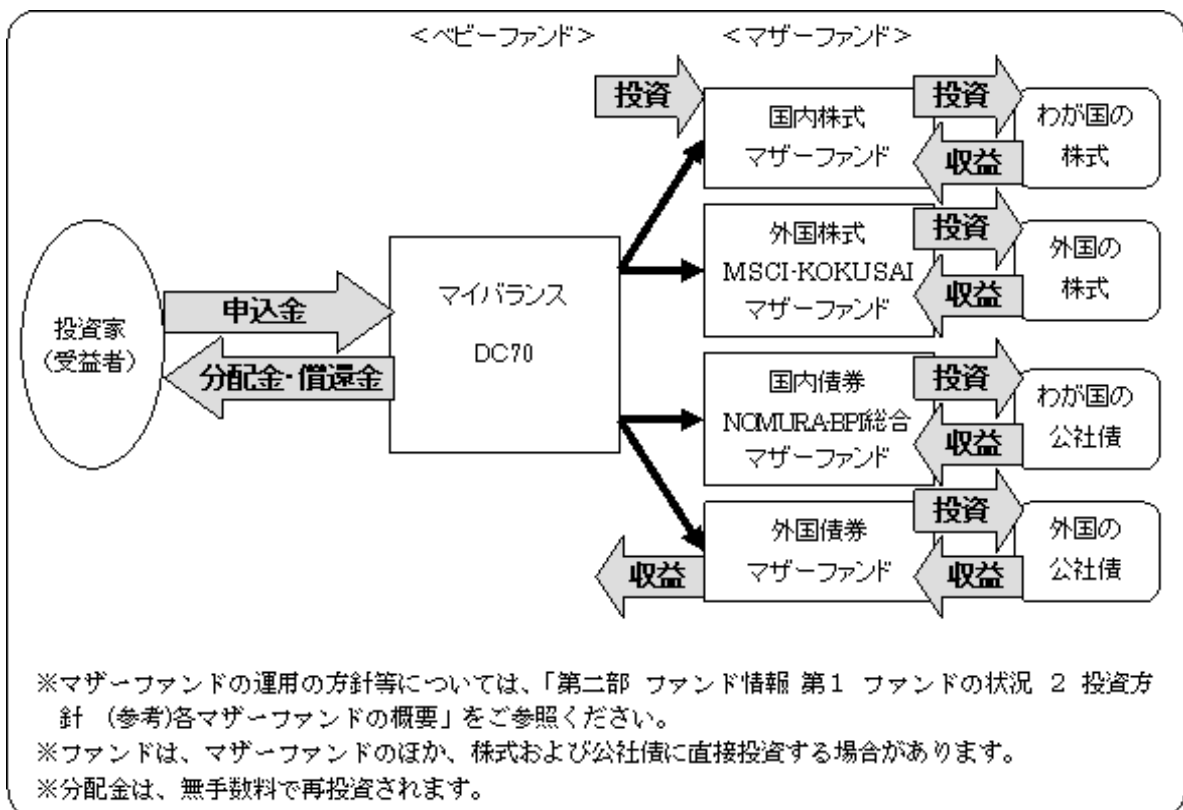 ＜ベビーファンド＞
＜マザーファンド＞
投資
国内株式
マザーファンド
投資
収益
わが国の
株式
外国株式
MSCI-KOKUSAI
マザーファンド
投資
収益
外国の
株式
投資家
（受益者）
申込金
分配金・償還金
マイバランス
DC70
国内債券
NOMURA-BPI総合
マザーファンド
投資
収益
わが国の
公社債
収益
外国債券
マザーファンド
投資
収益
外国の
公社債
※マザーファンドの運用の方針等については、「第二部 ファンド情報 第１ ファンドの状況 ２ 投資方
針 （参考)各マザーファンドの概要」をご参照ください。
※ファンドは、マザーファンドのほか、株式および公社債に直接投資する場合があります。
※分配金は、無手数料で再投資されます。